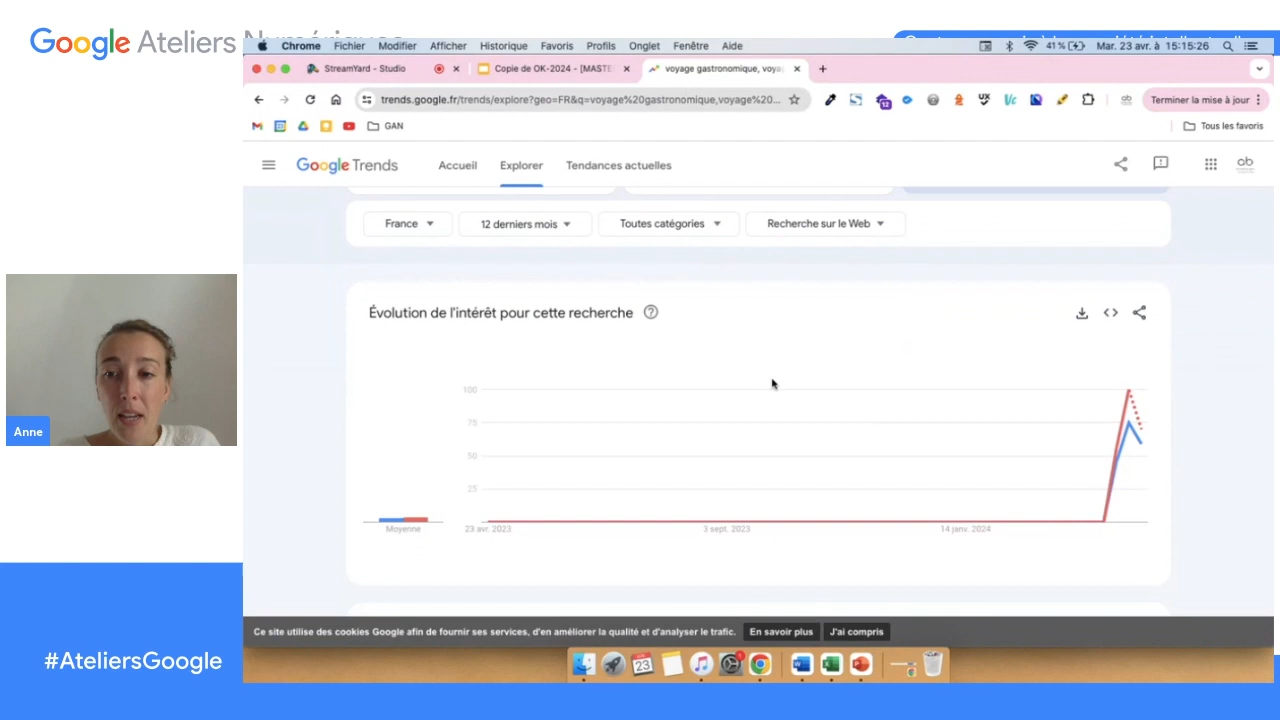 Google Ateliers Numériques
Chrome Fichier Modifier Afficher Historique Favoris Profils Onglet Fenêtre Aide 41 % Mar. 23 avr. à 15:15:26
StreamYard - Studio Copie de OK-2024 - [MASTE voyage gastronomique, voya
trends.google.fr/trends/explore?geo=FR&q=voyage%20gastronomique,voyage%20... Terminer la mise à jour
12
GAN Tous les favoris
Google Trends Accueil Explorer Tendances actuelles
France 12 derniers mois Toutes catégories Recherche sur le Web
Évolution de l'intérêt pour cette recherche
100
75
50
25
Moyenne 23 avr. 2023 3 sept. 2023 14 janv. 2024
Anne
Ce site utilise des cookies Google afin de fournir ses services, d'en améliorer la qualité et d'analyser le trafic. En savoir plus J'ai compris
23
#AteliersGoogle